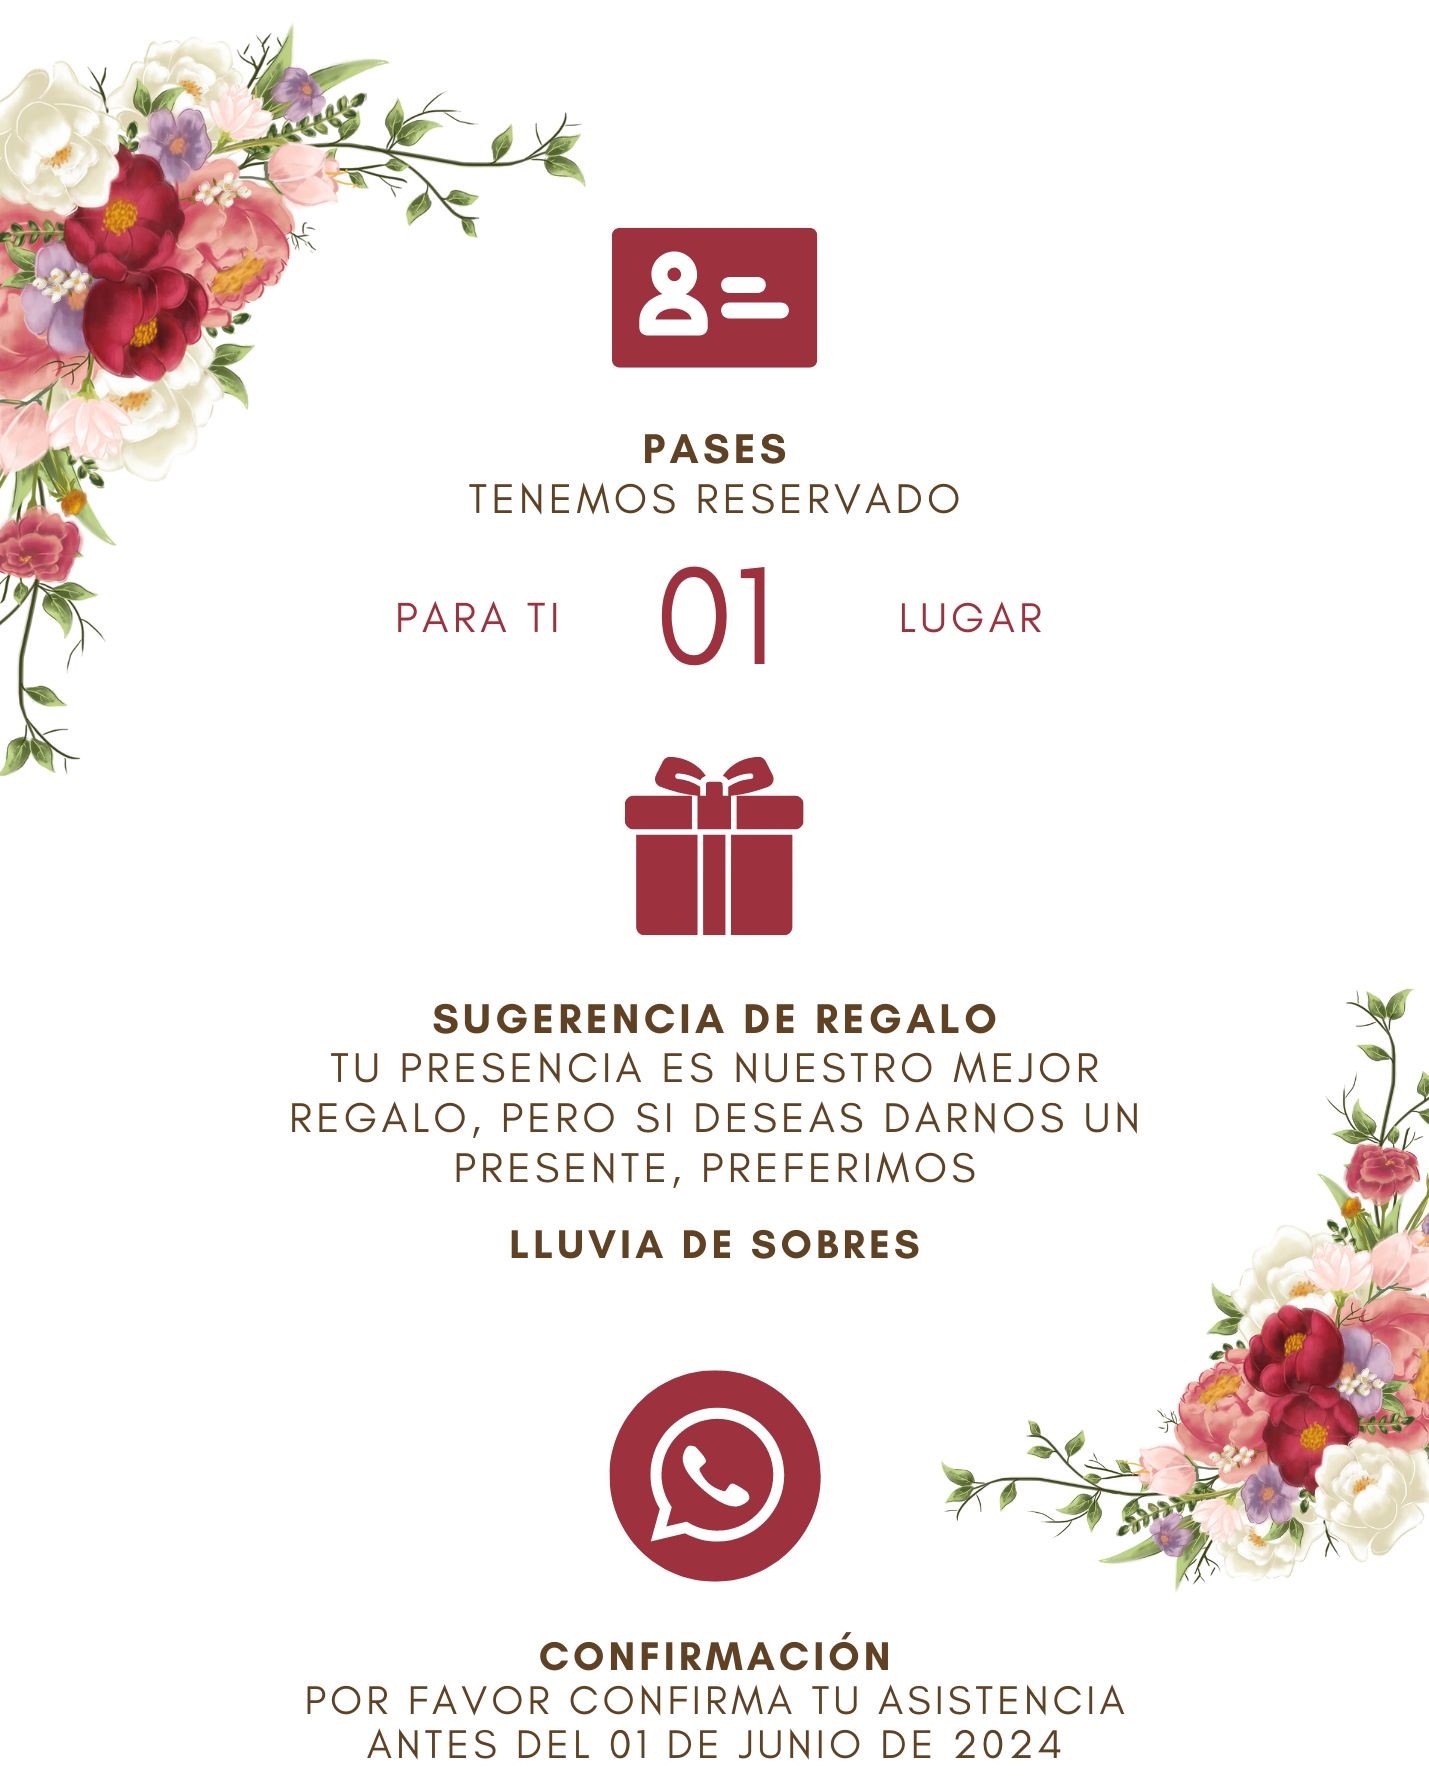 PASES
TENEMOS RESERVADO
PARA TI 01 LUGAR
SUGERENCIA DE REGALO
TU PRESENCIA ES NUESTRO MEJOR
REGALO, PERO SI DESEAS DARNOS UN
PRESENTE, PREFERIMOS
LLUVIA DE SOBRES
CONFIRMACIÓN
POR FAVOR CONFIRMA TU ASISTENCIA
ANTES DEL 01 DE JUNIO DE 2024